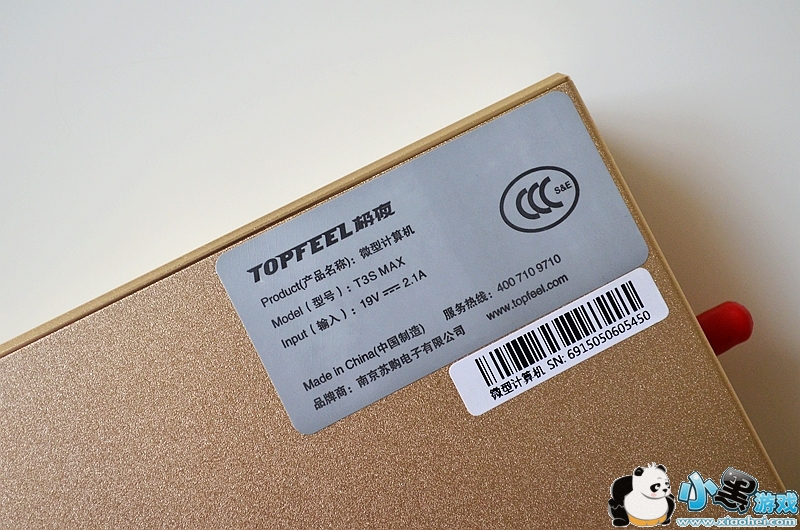 TOPFEEL极夜
Product(产品名称): 微型计算机
Model (型号): T3S MAX
Input (输入): 19V ⎓ 2.1A
CCC S&E
服务热线: 400 710 9710
www.topfeel.com
Made in China(中国制造)
品牌商: 南京苏购电子有限公司
微型计算机 SN: 6915050605450
小黑游戏
www.xiaohei.com